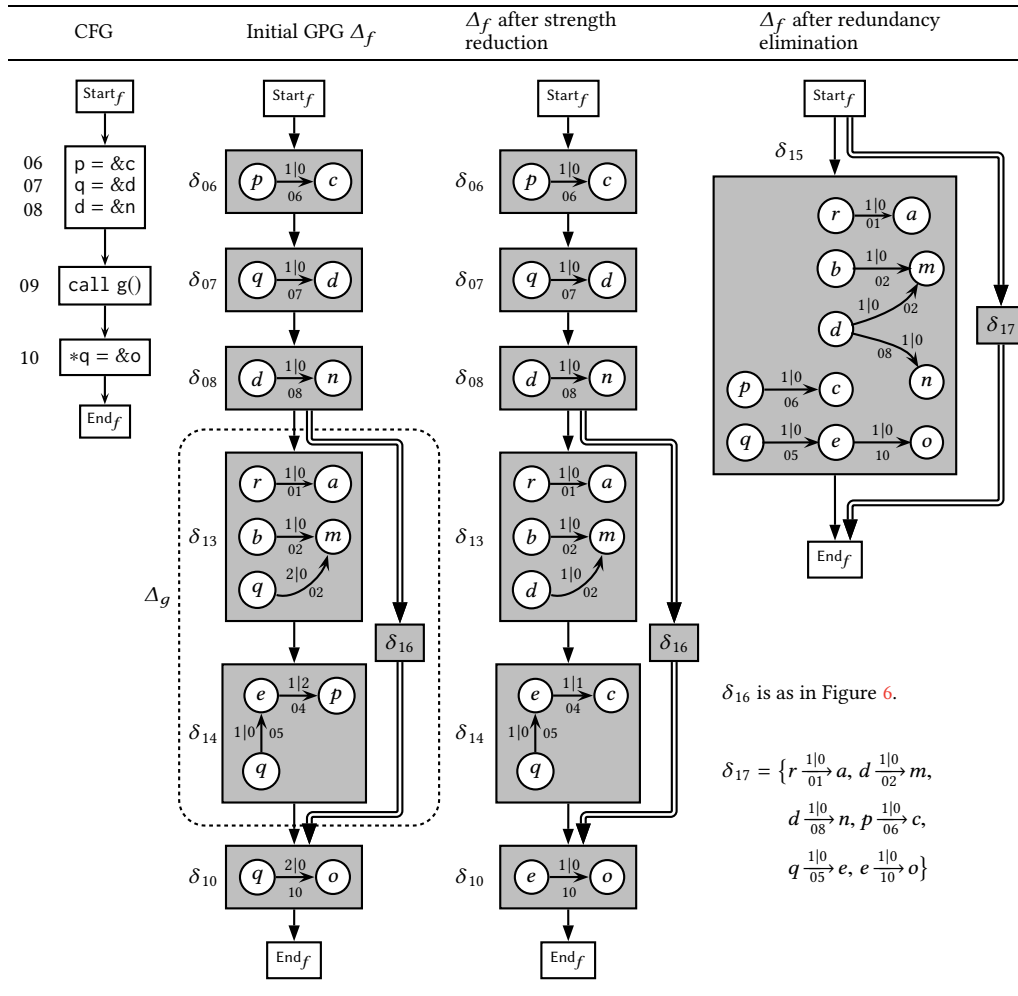 CFG
Initial GPG Δf
Δf after strength
reduction
Δf after redundancy
elimination
Startf
06 p = &c
07 q = &d
08 d = &n
09 call g()
10 *q = &o
Endf
Startf
δ06 p 1|0 06 c
δ07 q 1|0 07 d
δ08 d 1|0 08 n
Δg
δ13
r 1|0 01 a
b 1|0 02 m
q 2|0 02
δ16
δ14
e 1|2 04 p
1|0 05
q
δ10 q 2|0 10 o
Endf
Startf
δ06 p 1|0 06 c
δ07 q 1|0 07 d
δ08 d 1|0 08 n
δ13
r 1|0 01 a
b 1|0 02 m
d 1|0 02
δ16
δ14
e 1|1 04 c
1|0 05
q
δ10 e 1|0 10 o
Endf
Startf
δ15
r 1|0 01 a
b 1|0 02 m
1|0 02
d
1|0 08
n
p 1|0 06 c
q 1|0 05 e 1|0 10 o
δ17
Endf
δ16 is as in Figure 6.
δ17 = {r 1|0 01 → a, d 1|0 02 → m,
d 1|0 08 → n, p 1|0 06 → c,
q 1|0 05 → e, e 1|0 10 → o}